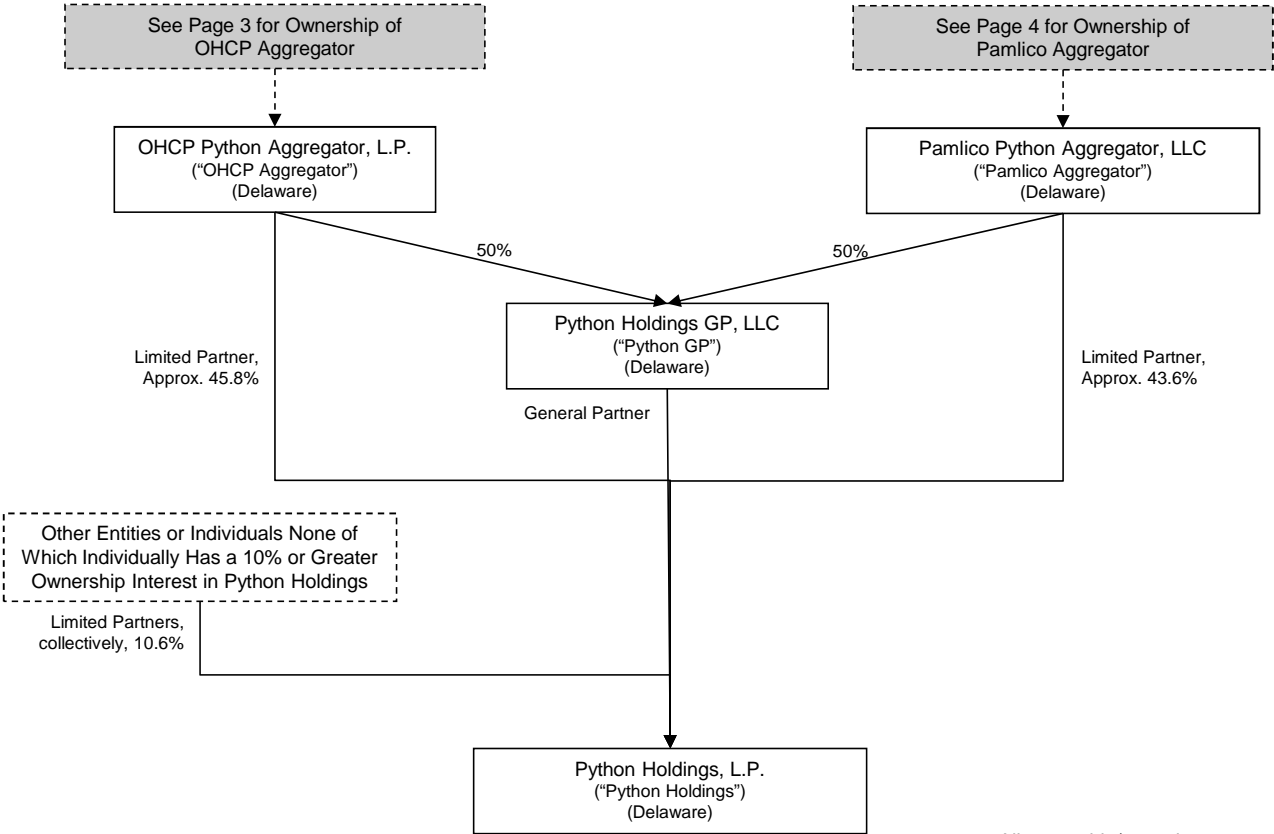 See Page 3 for Ownership of
OHCP Aggregator
See Page 4 for Ownership of
Pamlico Aggregator
OHCP Python Aggregator, L.P.
(“OHCP Aggregator”)
(Delaware)
Pamlico Python Aggregator, LLC
(“Pamlico Aggregator”)
(Delaware)
50%
50%
Python Holdings GP, LLC
(“Python GP”)
(Delaware)
Limited Partner,
Approx. 45.8%
Limited Partner,
Approx. 43.6%
General Partner
Other Entities or Individuals None of
Which Individually Has a 10% or Greater
Ownership Interest in Python Holdings
Limited Partners,
collectively, 10.6%
Python Holdings, L.P.
(“Python Holdings”)
(Delaware)